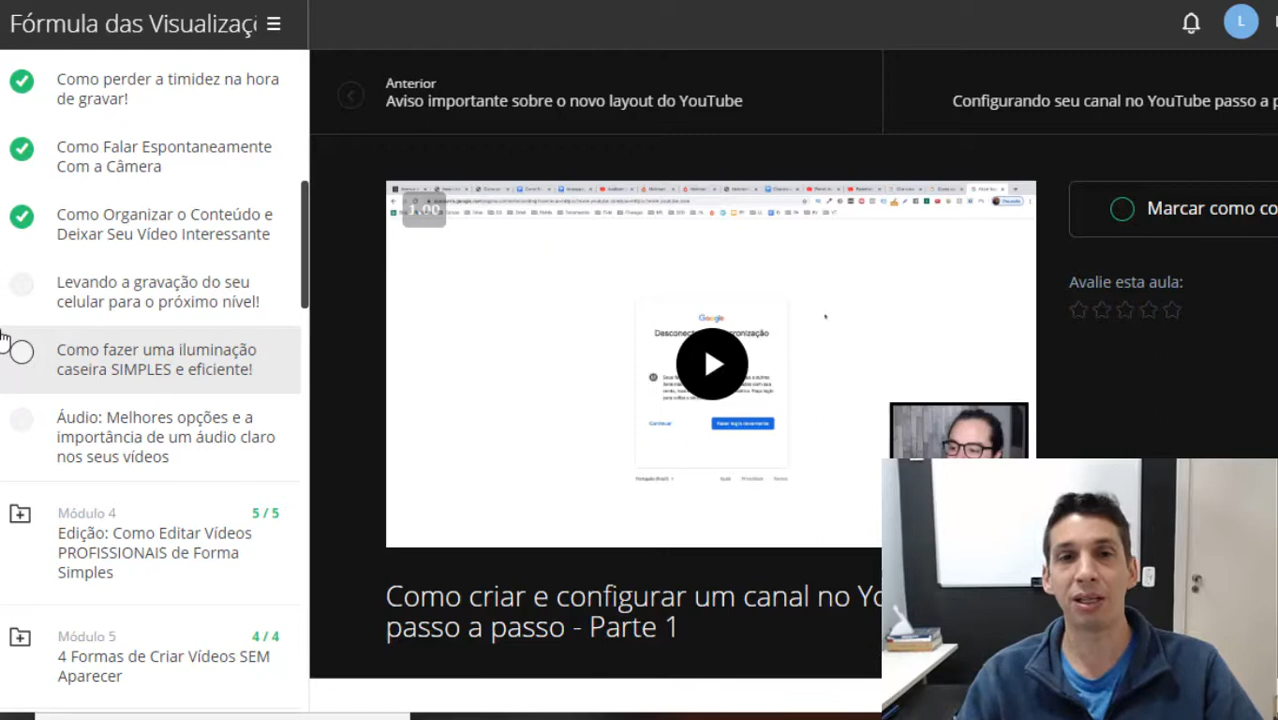 Fórmula das Visualizaç
L
Como perder a timidez na hora
de gravar!
Como Falar Espontaneamente
Com a Câmera
Como Organizar o Conteúdo e
Deixar Seu Vídeo Interessante
Levando a gravação do seu
celular para o próximo nível!
Como fazer uma iluminação
caseira SIMPLES e eficiente!
Áudio: Melhores opções e a
importância de um áudio claro
nos seus vídeos
Módulo 4
5 / 5
Edição: Como Editar Vídeos
PROFISSIONAIS de Forma
Simples
Módulo 5
4 / 4
4 Formas de Criar Vídeos SEM
Aparecer
Anterior
Aviso importante sobre o novo layout do YouTube
Configurando seu canal no YouTube passo a p
1.00
Google
Continuar
Marcar como co
Avalie esta aula:
Como criar e configurar um canal no Yo
passo a passo - Parte 1